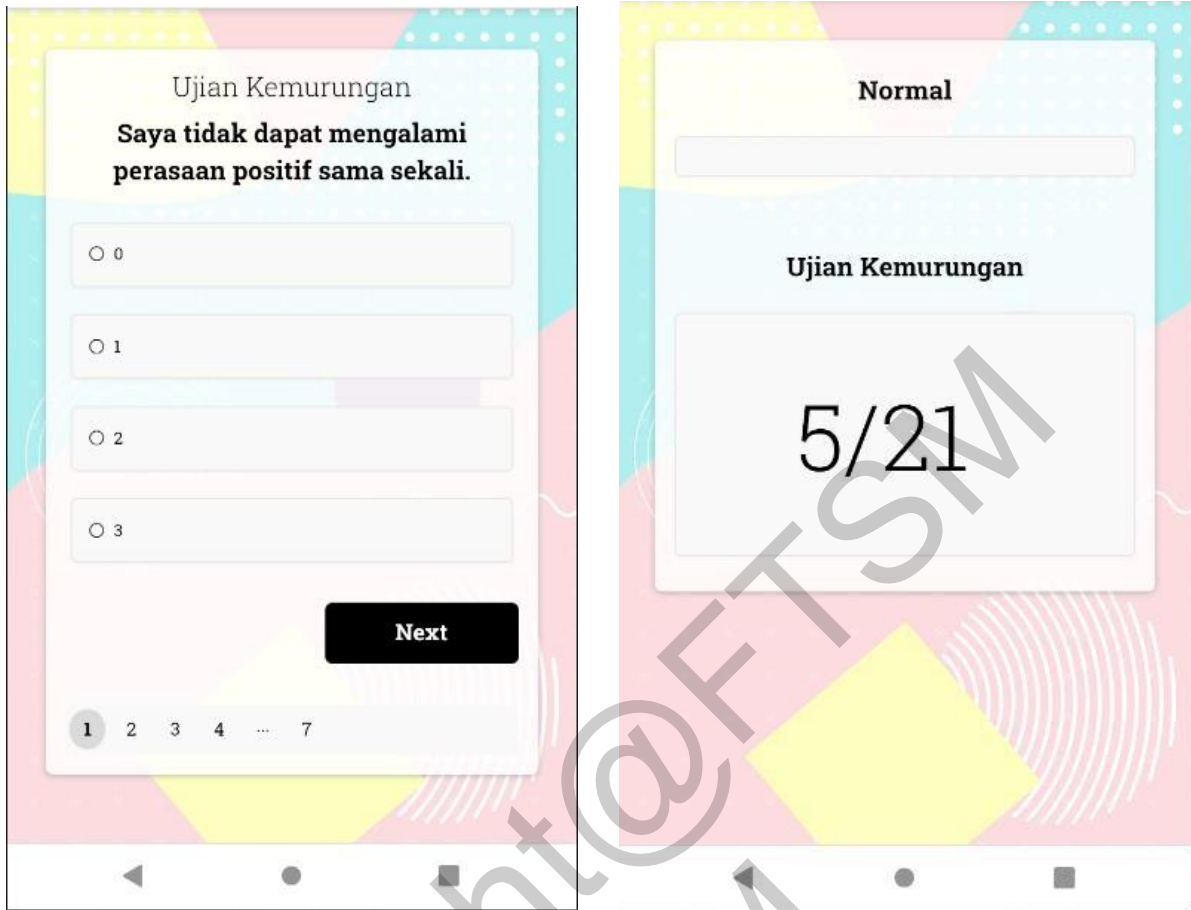 Ujian Kemurungan
Saya tidak dapat mengalami
perasaan positif sama sekali.
0
1
2
3
Next
1 2 3 4 ... 7
Normal
Ujian Kemurungan
5/21
ht@FTSM
M